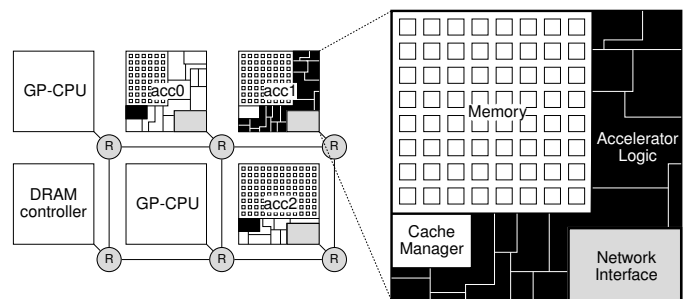 GP-CPU
acc0
acc1
R
R
R
DRAM
controller
GP-CPU
acc2
R
R
R
Memory
Accelerator
Logic
Cache
Manager
Network
Interface